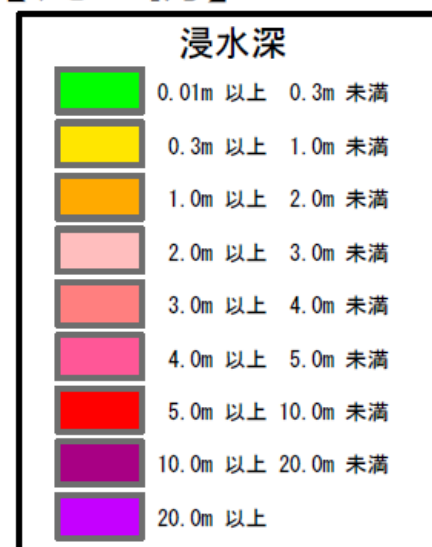 浸水深
0.01m 以上 0.3m 未満
0.3m 以上 1.0m 未満
1.0m 以上 2.0m 未満
2.0m 以上 3.0m 未満
3.0m 以上 4.0m 未満
4.0m 以上 5.0m 未満
5.0m 以上 10.0m 未満
10.0m 以上 20.0m 未満
20.0m 以上